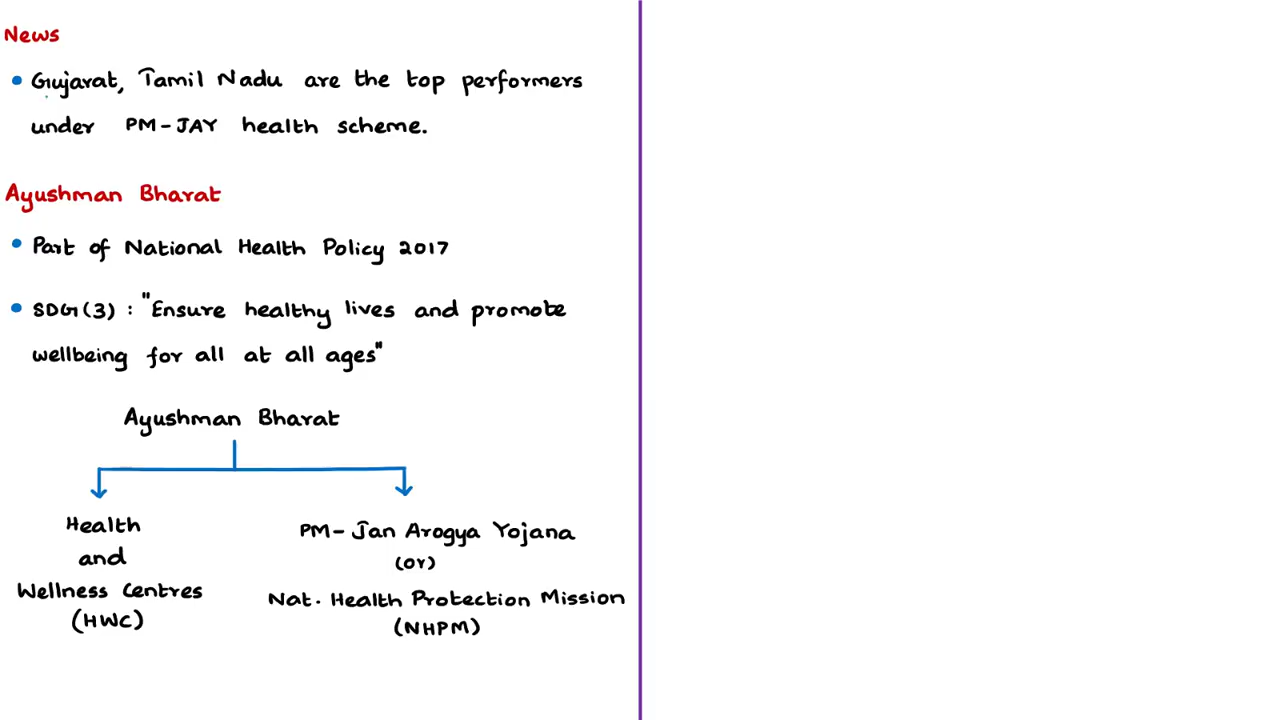 News
• Gujarat, Tamil Nadu are the top performers
under PM-JAY health scheme.
Ayushman Bharat
• Part of National Health Policy 2017
• SDG(3) : "Ensure healthy lives and promote
wellbeing for all at all ages"
Ayushman Bharat
Health
and
Wellness Centres
(HWC)
PM- Jan Arogya Yojana
(or)
Nat. Health Protection Mission
(NHPM)